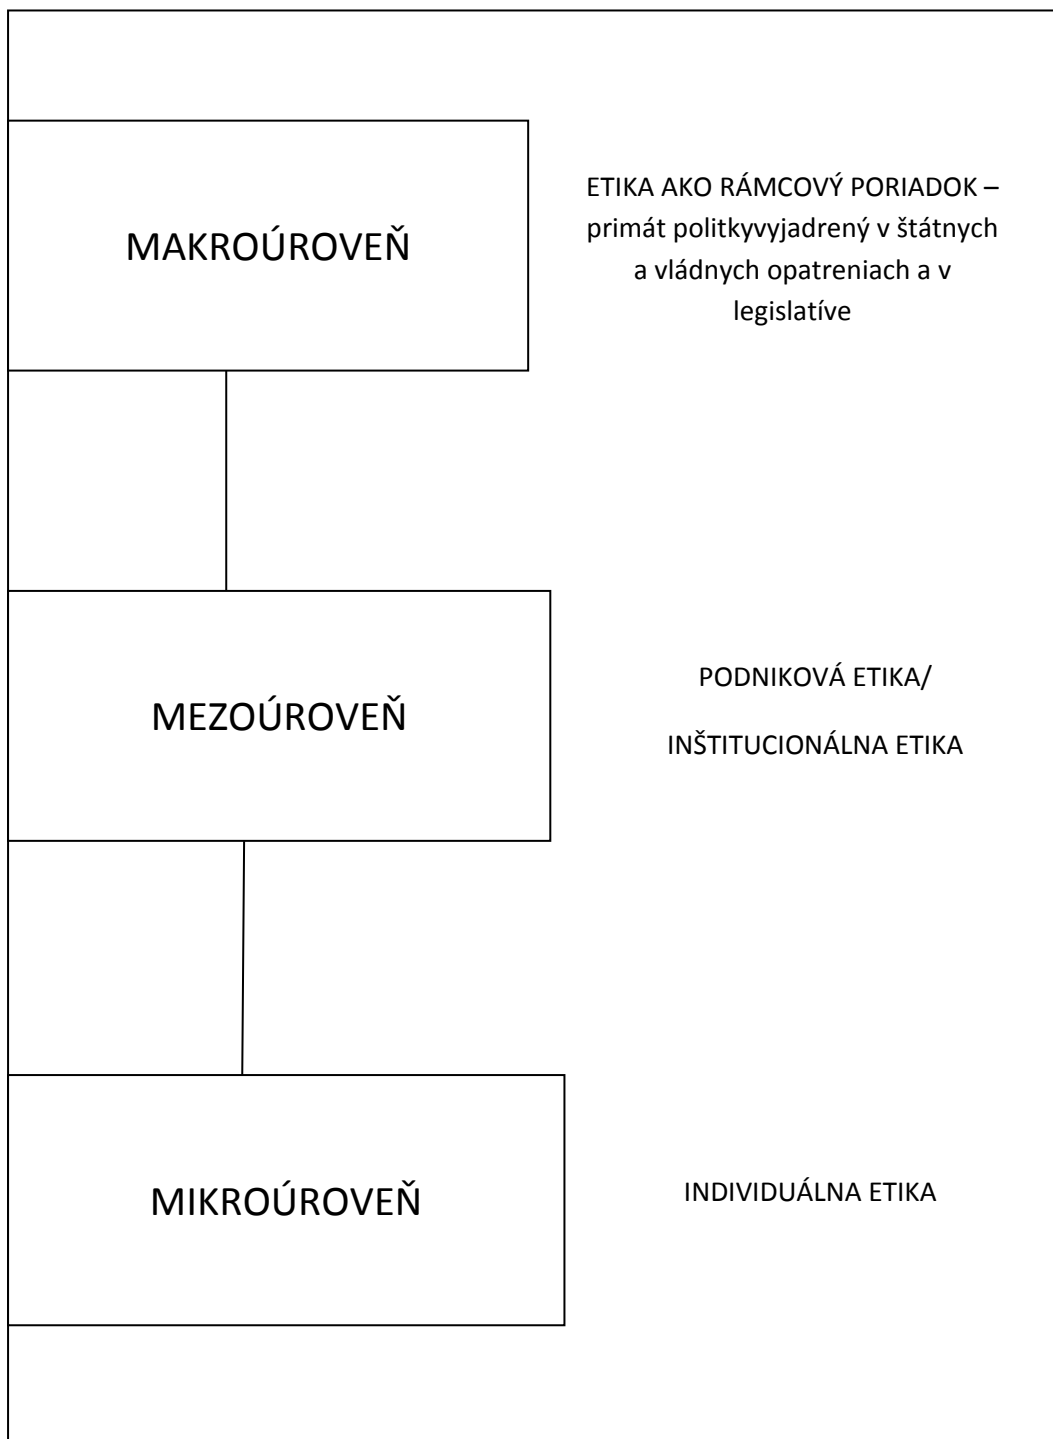 MAKROÚROVEŇ
ETIKA AKO RÁMCOVÝ PORIADOK –
primát politkyvyjadrený v štátnych
a vládnych opatreniach a v
legislatíve
MEZOÚROVEŇ
PODNIKOVÁ ETIKA/
INŠTITUCIONÁLNA ETIKA
MIKROÚROVEŇ
INDIVIDUÁLNA ETIKA